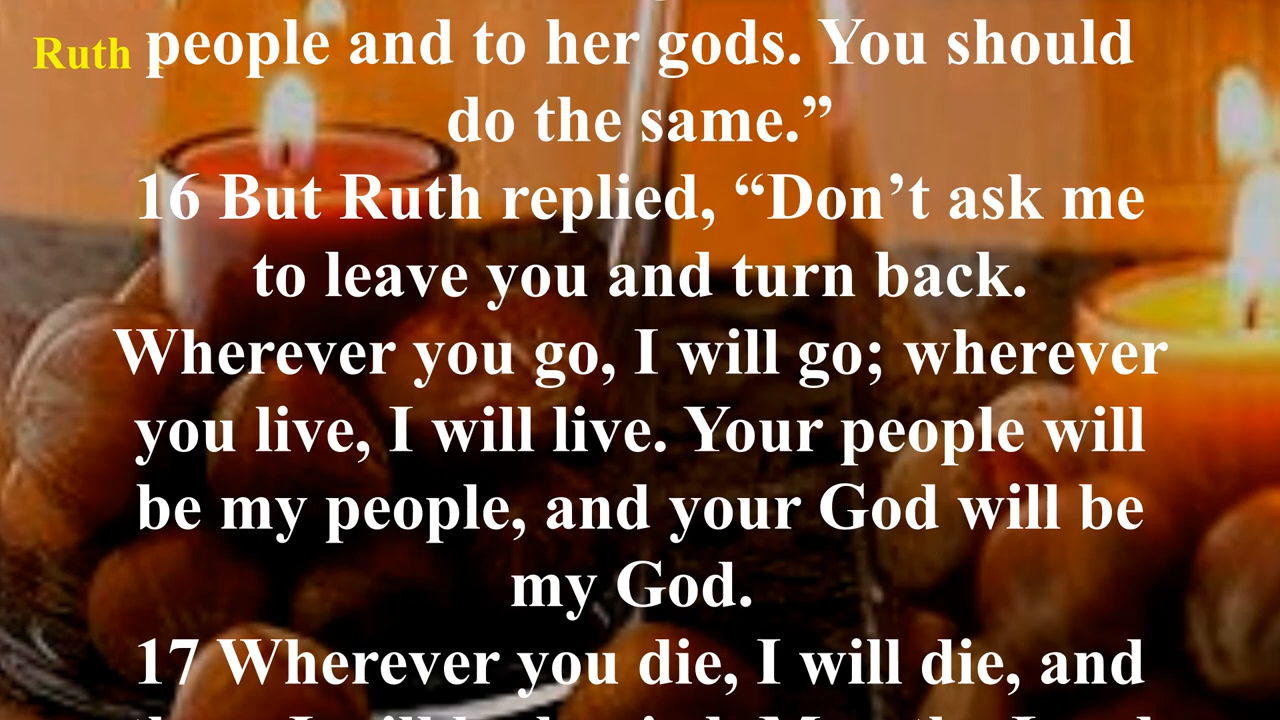 Ruth
people and to her gods. You should
do the same.”
16 But Ruth replied, “Don’t ask me
to leave you and turn back.
Wherever you go, I will go; wherever
you live, I will live. Your people will
be my people, and your God will be
my God.
17 Wherever you die, I will die, and